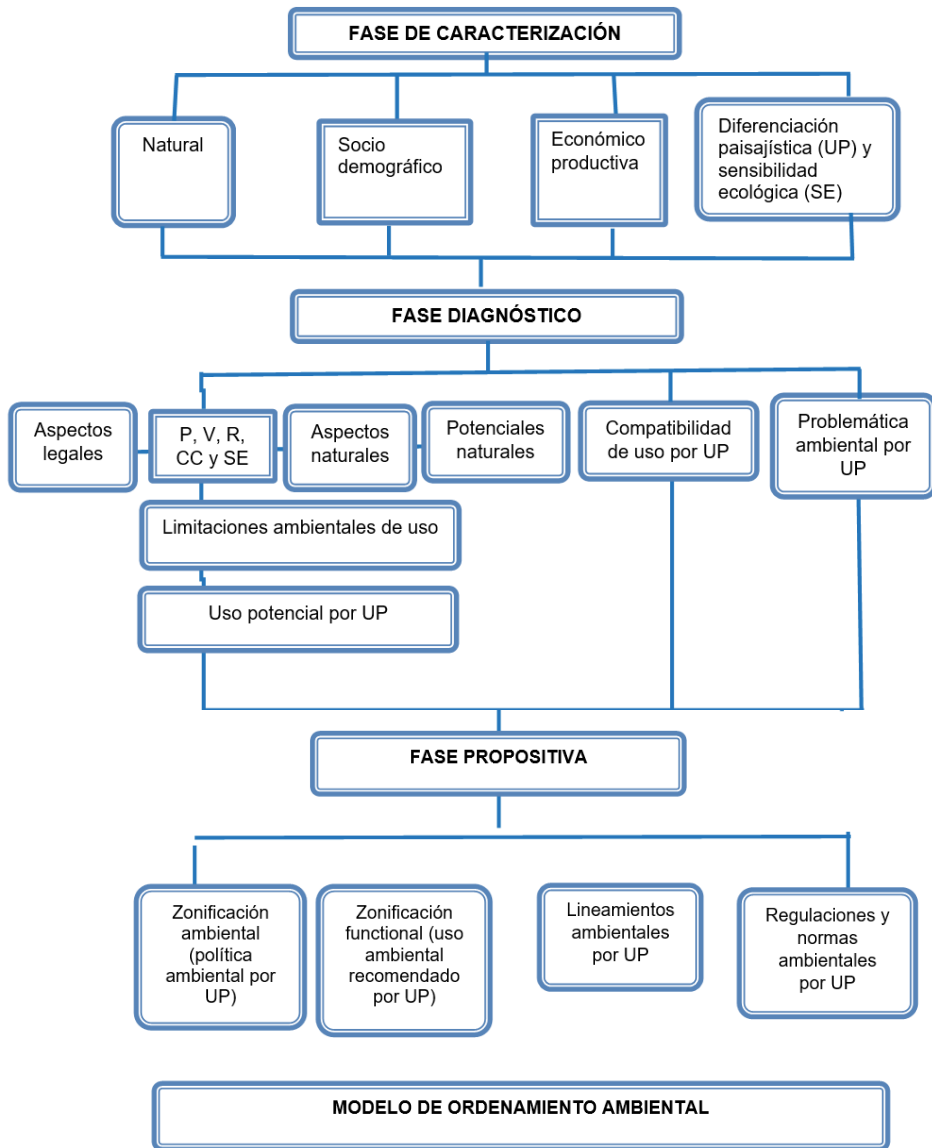 FASE DE CARACTERIZACIÓN
Natural
Socio
demográfico
Económico
productiva
Diferenciación
paisajística (UP) y
sensibilidad
ecológica (SE)
FASE DIAGNÓSTICO
Aspectos
legales
P, V, R,
CC y SE
Aspectos
naturales
Potenciales
naturales
Compatibilidad
de uso por UP
Problemática
ambiental por
UP
Limitaciones ambientales de uso
Uso potencial por UP
FASE PROPOSITIVA
Zonificación
ambiental
(política
ambiental por
UP)
Zonificación
functional (uso
ambiental
recomendado
por UP)
Lineamientos
ambientales
por UP
Regulaciones y
normas
ambientales por
UP
MODELO DE ORDENAMIENTO AMBIENTAL